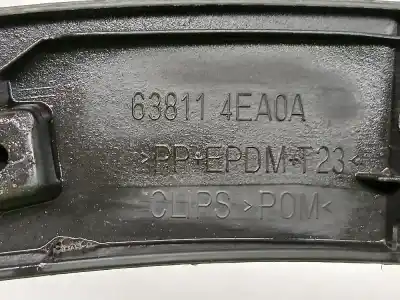 63811 4EA0A
>PP+EPDM+T23<
CLIPS >POM<